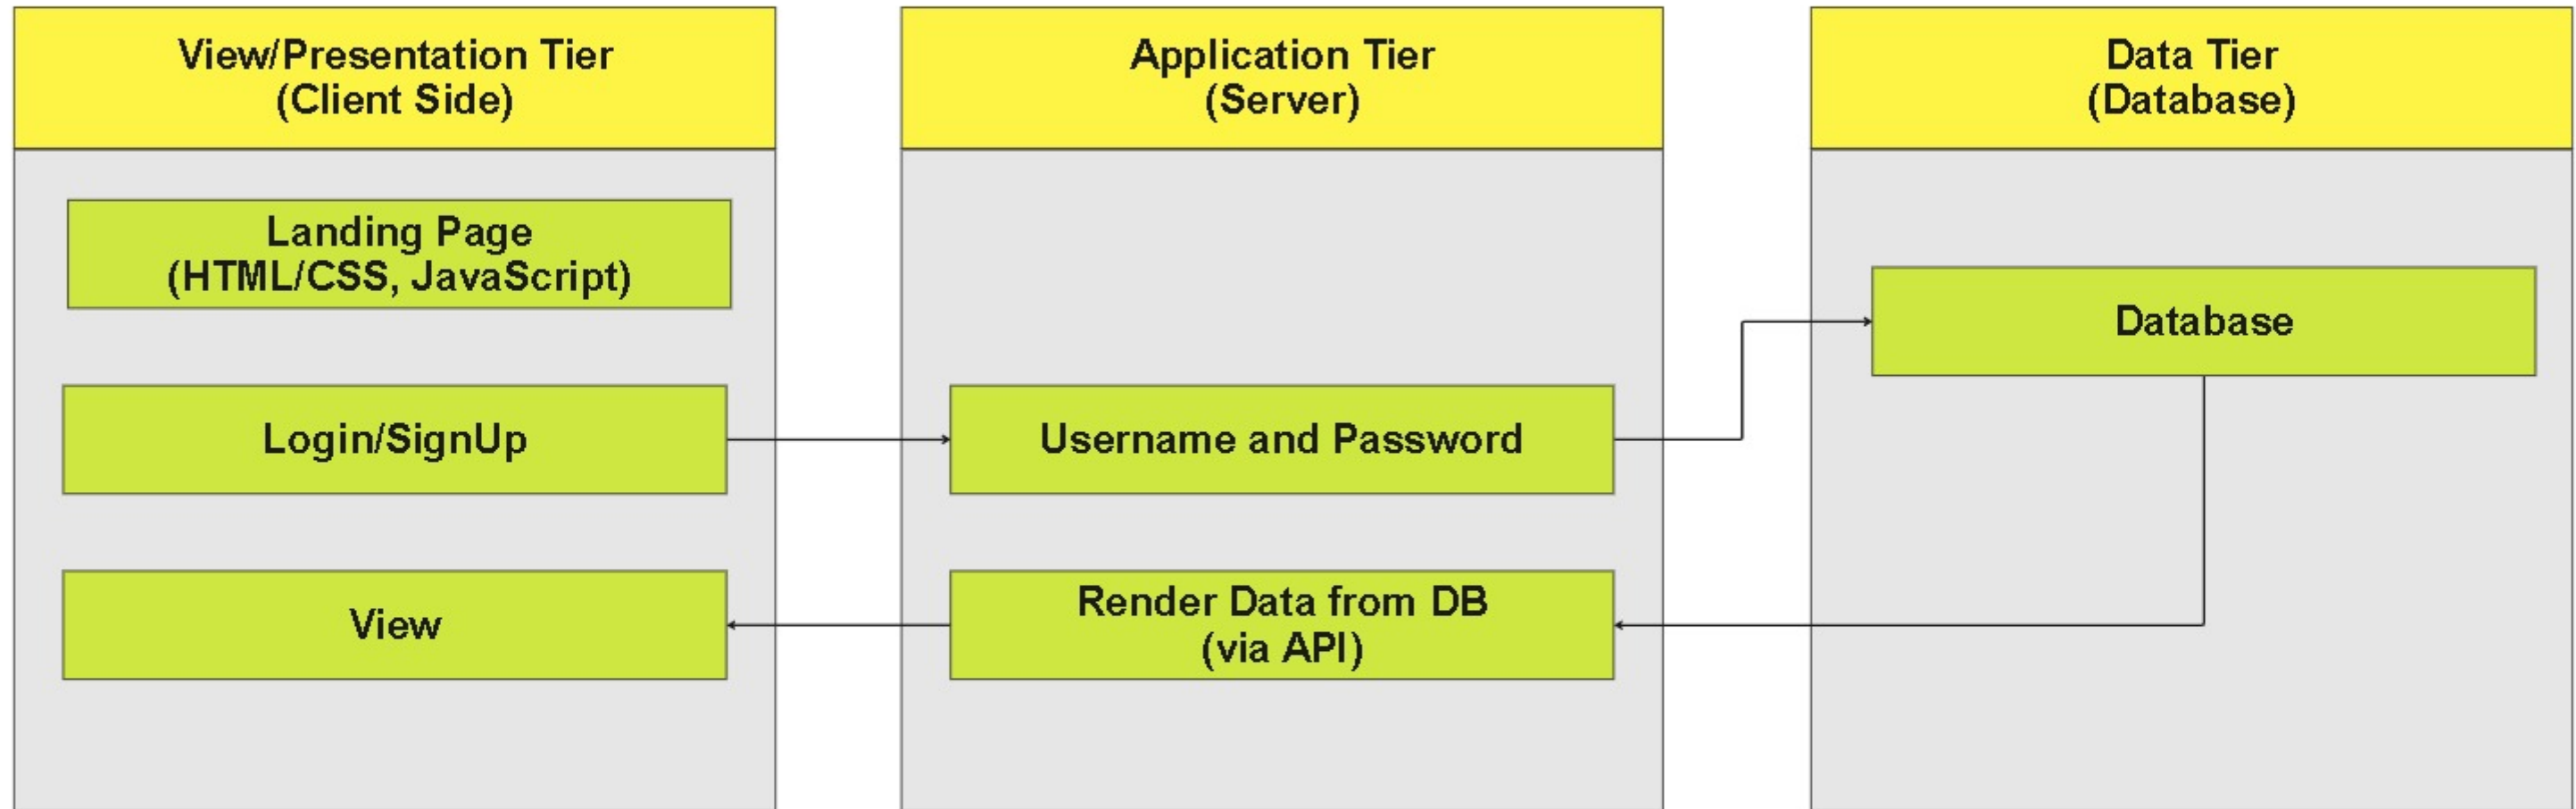 View/Presentation Tier
(Client Side)
Landing Page
(HTML/CSS, JavaScript)
Login/SignUp
View
Application Tier
(Server)
Username and Password
Render Data from DB
(via API)
Data Tier
(Database)
Database